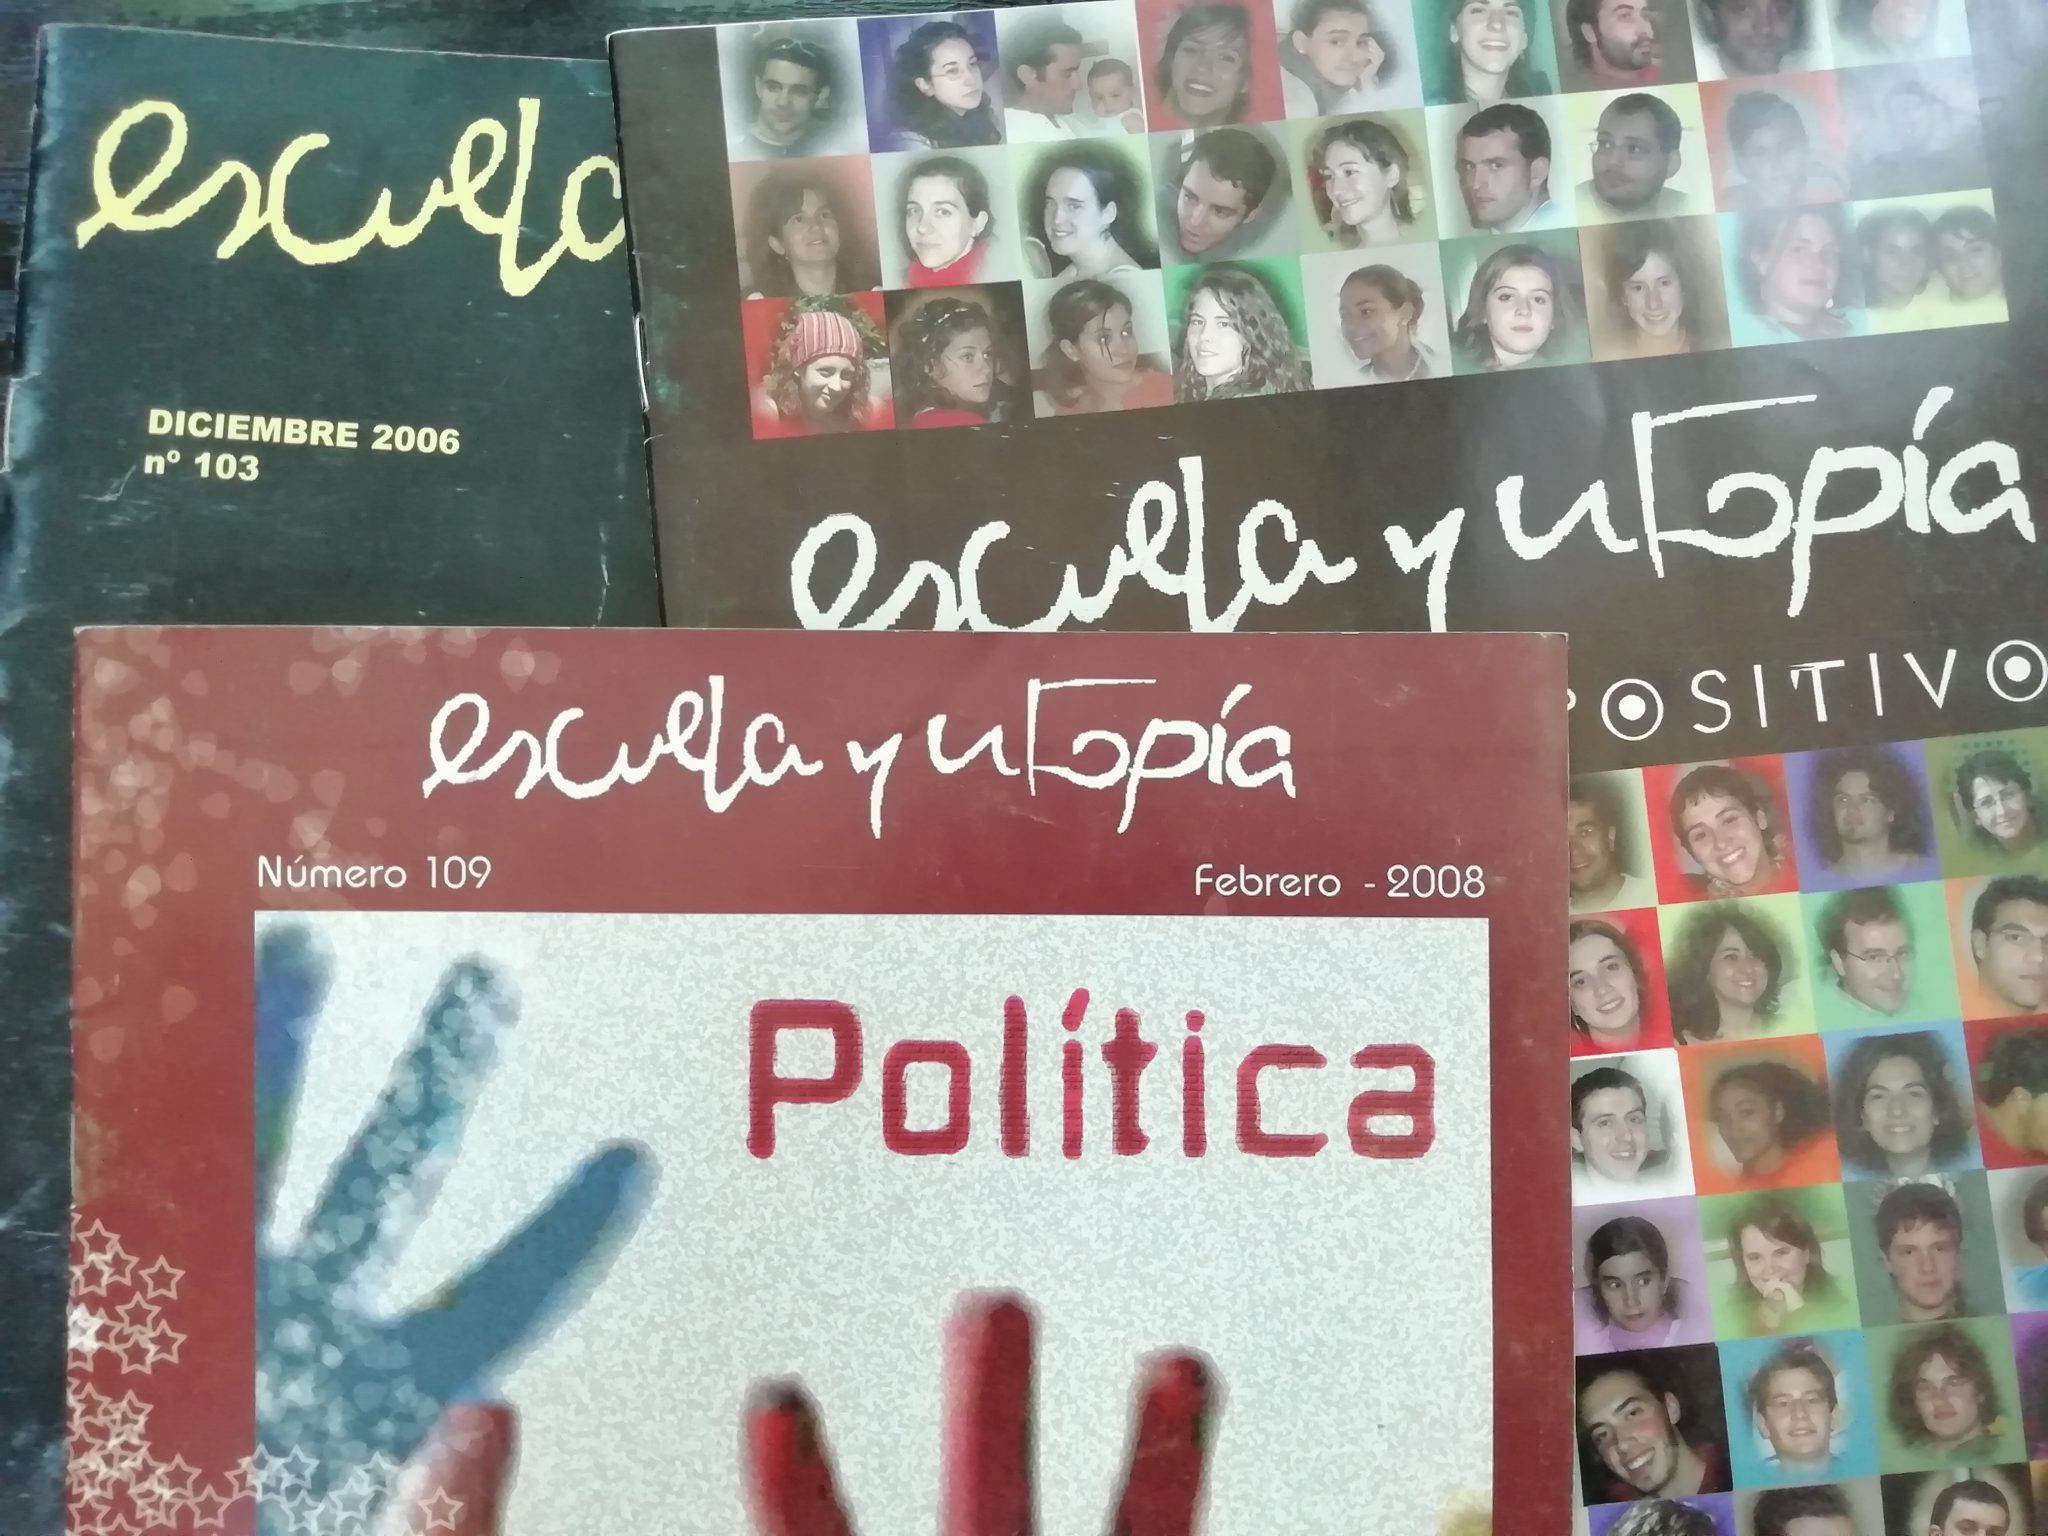 escuela
DICIEMBRE 2006
nº 103
escuela y utopía
POSITIVO
escuela y utopía
Número 109
Febrero - 2008
Política